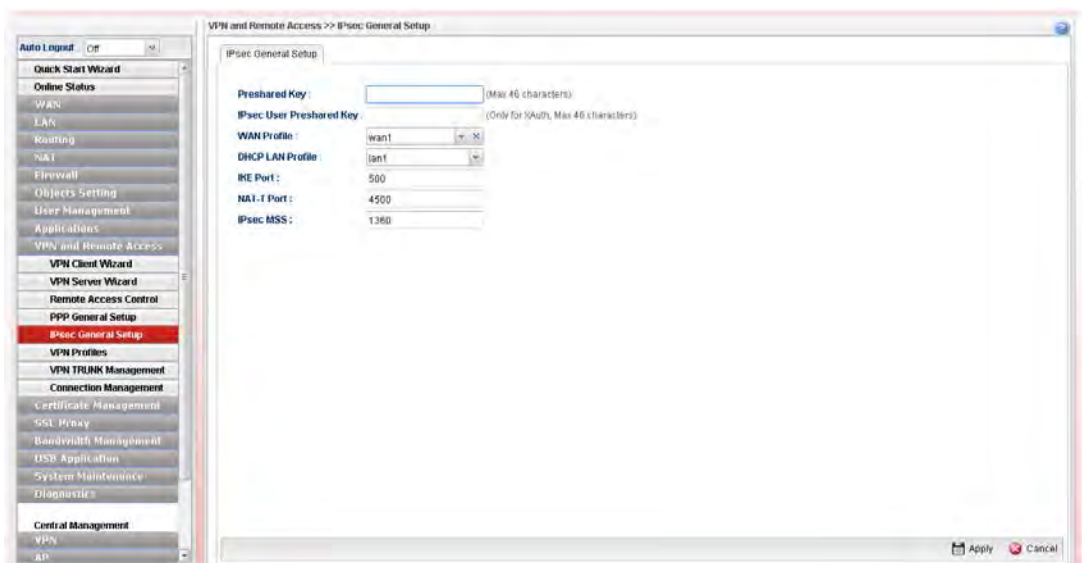 VPN and Remote Access >> IPsec General Setup
Auto Logout : Off
Quick Start Wizard
Online Status
WAN
LAN
Routing
NAT
Firewall
Objects Setting
User Management
Applications
VPN and Remote Access
VPN Client Wizard
VPN Server Wizard
Remote Access Control
PPP General Setup
IPsec General Setup
VPN Profiles
VPN TRUNK Management
Connection Management
Certificate Management
SSL Proxy
Bandwidth Management
USB Application
System Maintenance
Diagnostics
Central Management
VPN
AP
IPsec General Setup
Preshared Key : (Max 46 characters)
IPsec User Preshared Key : (Only for XAuth, Max 46 characters)
WAN Profile : wan1
DHCP LAN Profile : lan1
IKE Port : 500
NAT-T Port : 4500
IPsec MSS : 1360
Apply Cancel